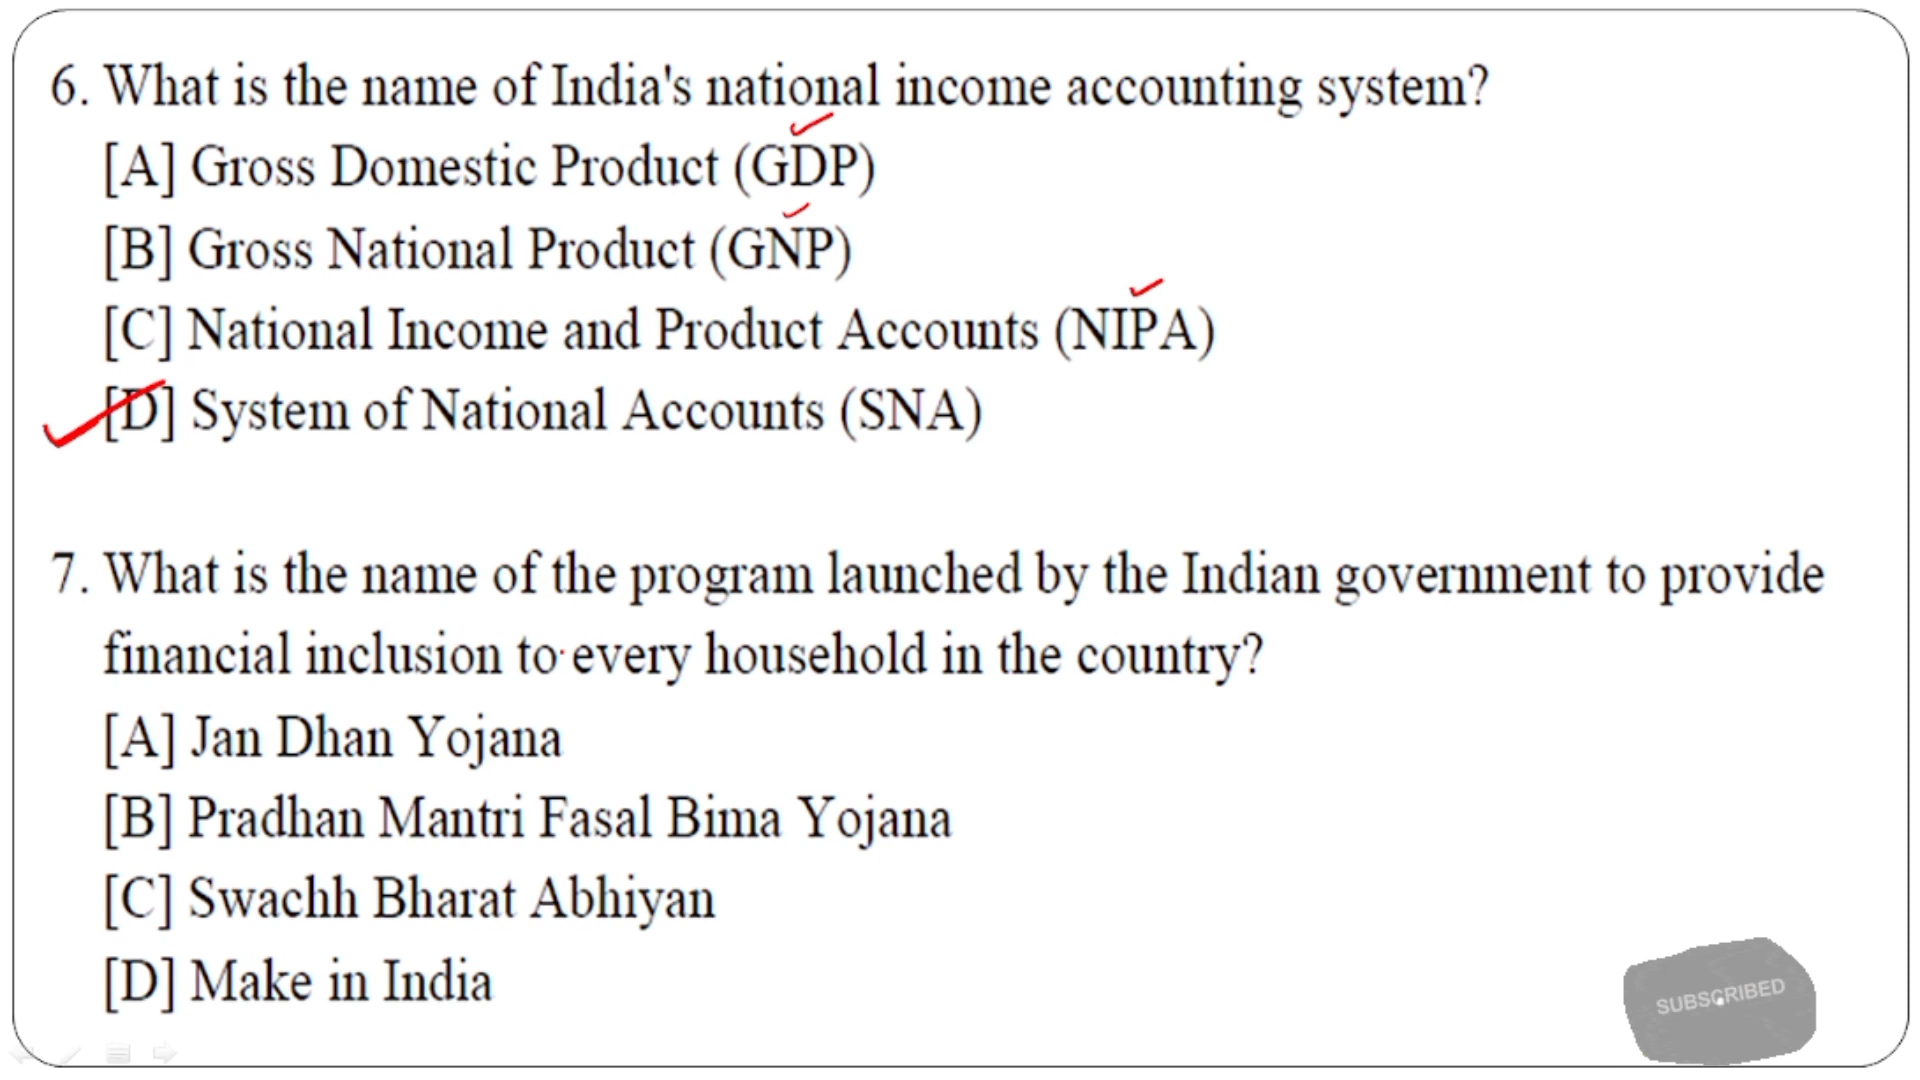 6. What is the name of India's national income accounting system?
[A] Gross Domestic Product (GDP)
[B] Gross National Product (GNP)
[C] National Income and Product Accounts (NIPA)
[D] System of National Accounts (SNA)
7. What is the name of the program launched by the Indian government to provide
financial inclusion to every household in the country?
[A] Jan Dhan Yojana
[B] Pradhan Mantri Fasal Bima Yojana
[C] Swachh Bharat Abhiyan
[D] Make in India
SUBSCRIBED